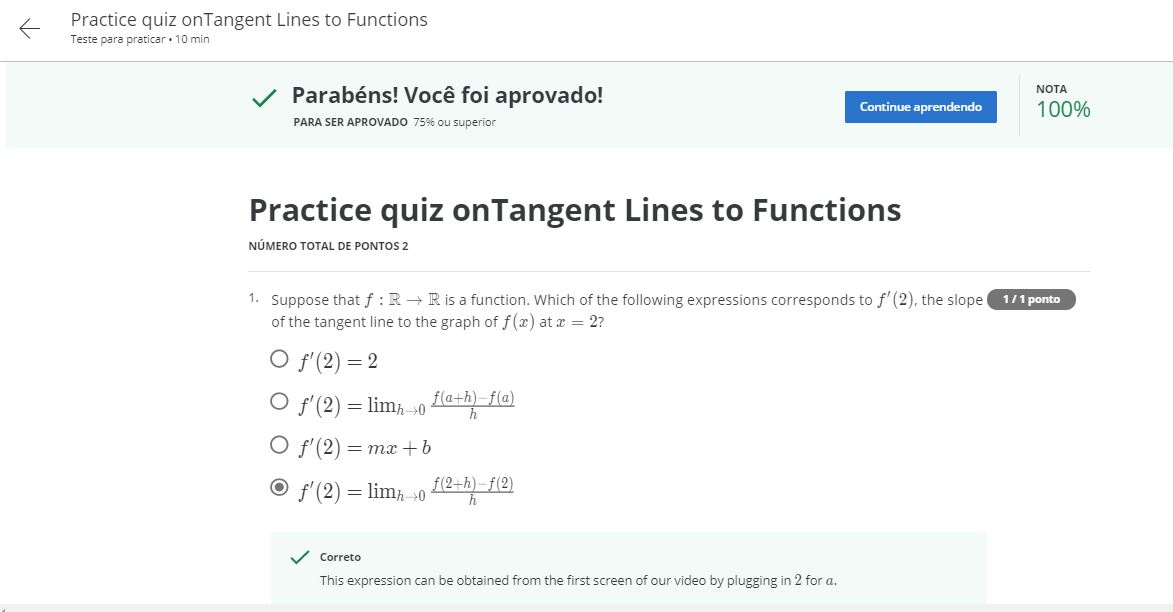 Practice quiz onTangent Lines to Functions
Teste para praticar • 10 min
Parabéns! Você foi aprovado!
PARA SER APROVADO 75% ou superior
Continue aprendendo
NOTA
100%
Practice quiz onTangent Lines to Functions
NÚMERO TOTAL DE PONTOS 2
1. Suppose that f : ℝ → ℝ is a function. Which of the following expressions corresponds to f′(2), the slope
1 / 1 ponto
of the tangent line to the graph of f(x) at x = 2?
f′(2) = 2
f′(2) = lim_{h→0} \frac{f(a+h)−f(a)}{h}
f′(2) = mx + b
f′(2) = lim_{h→0} \frac{f(2+h)−f(2)}{h}
Correto
This expression can be obtained from the first screen of our video by plugging in 2 for a.